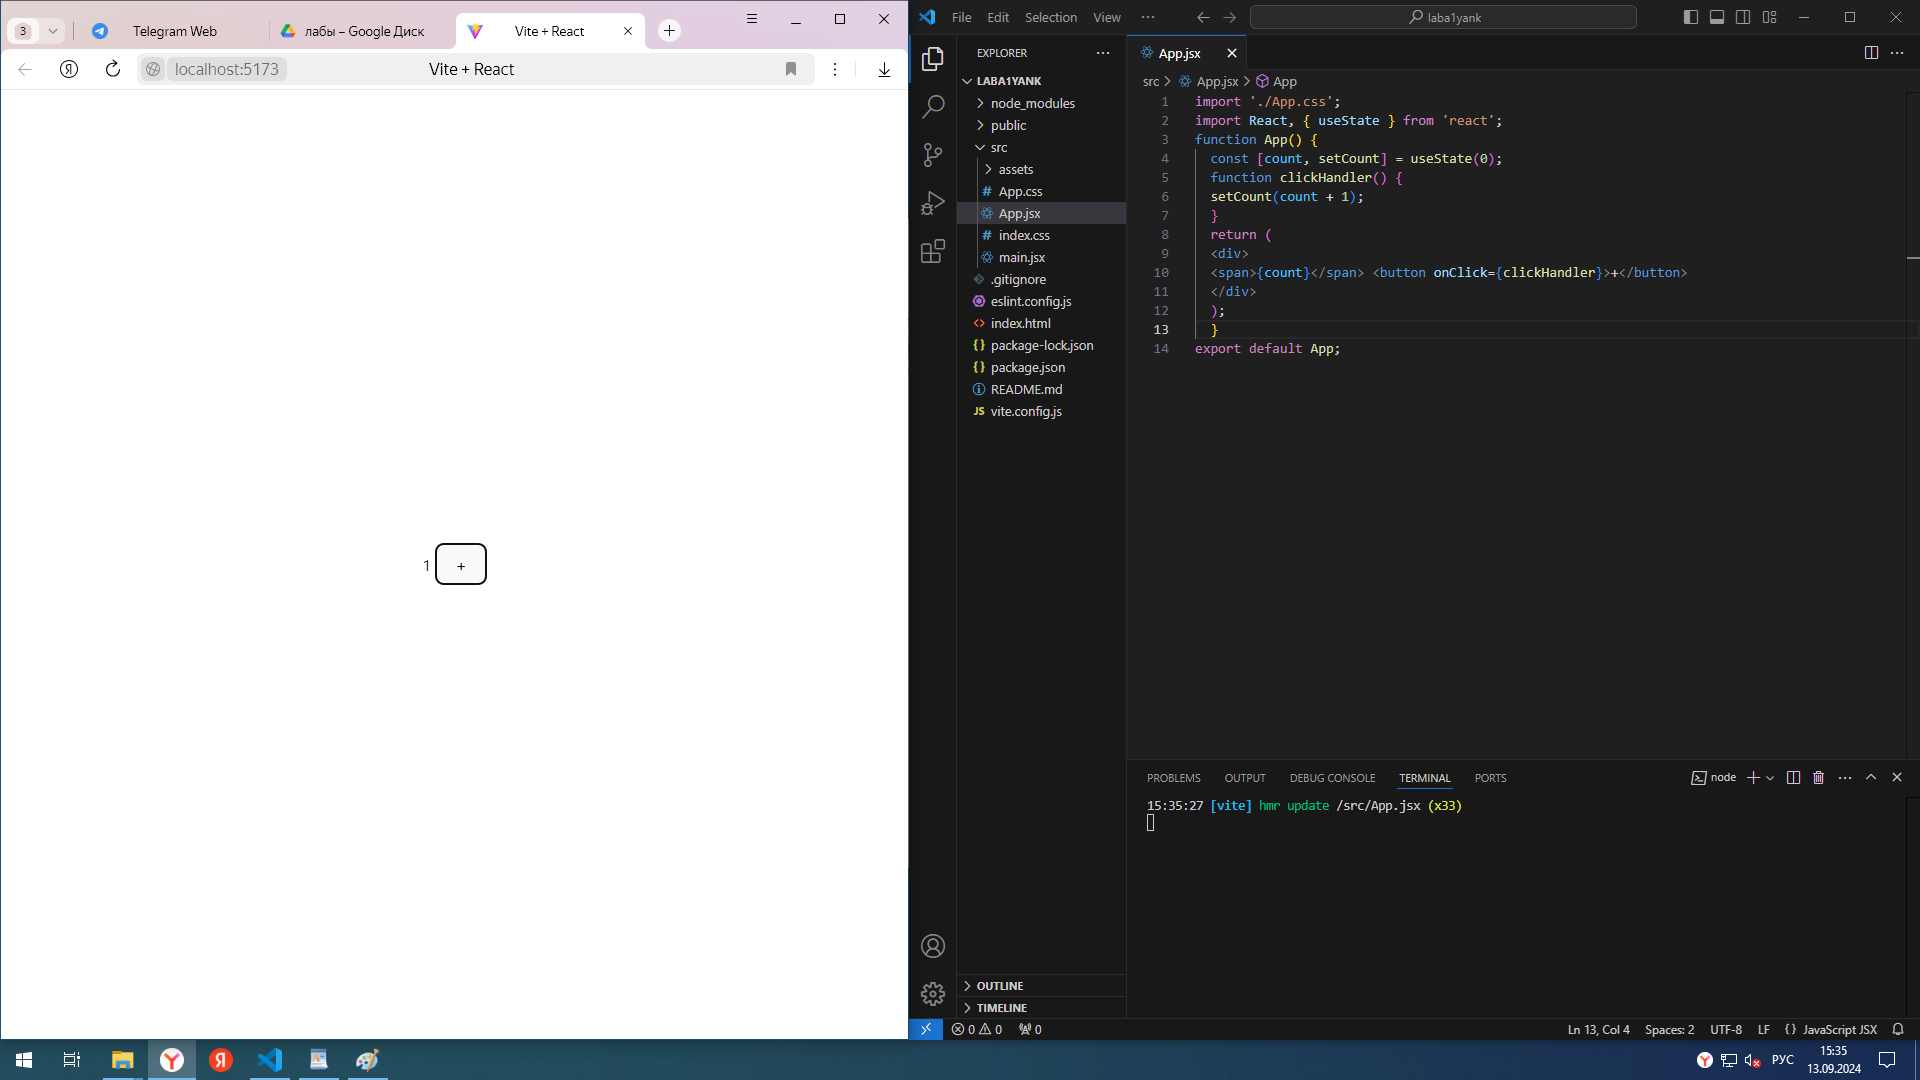 3
Telegram Web
лабы – Google Диск
Vite + React
localhost:5173
Vite + React
1
+
File Edit Selection View
laba1yank
EXPLORER
LABA1YANK
node_modules
public
src
assets
App.css
App.jsx
index.css
main.jsx
.gitignore
eslint.config.js
index.html
package-lock.json
package.json
README.md
JS vite.config.js
OUTLINE
TIMELINE
App.jsx
src > App.jsx > App
1 import './App.css';
2 import React, { useState } from 'react';
3 function App() {
4 const [count, setCount] = useState(0);
5 function clickHandler() {
6 setCount(count + 1);
7 }
8 return (
9 <div>
10 <span>{count}</span> <button onClick={clickHandler}>+</button>
11 </div>
12 );
13 }
14 export default App;
PROBLEMS OUTPUT DEBUG CONSOLE TERMINAL PORTS
node
15:35:27 [vite] hmr update /src/App.jsx (x33)
0 0 0
Ln 13, Col 4 Spaces: 2 UTF-8 LF {} JavaScript JSX
РУС
15:35
13.09.2024